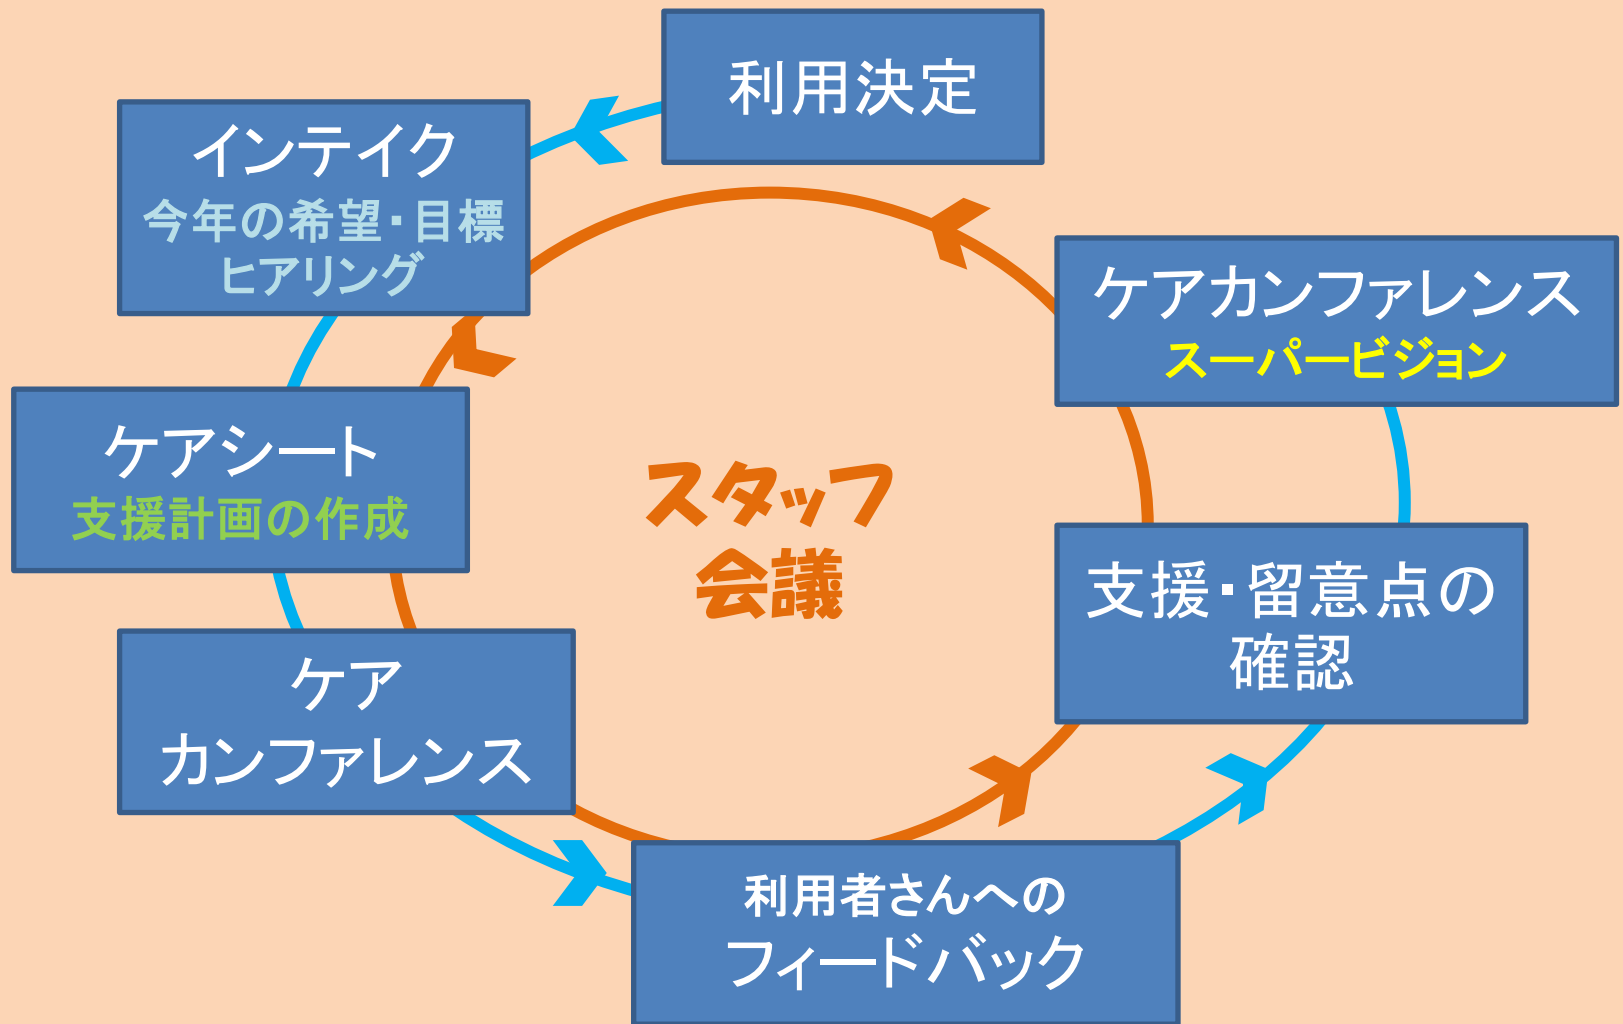 利用決定
インテイク
今年の希望・目標
ヒアリング
ケアシート
支援計画の作成
ケア
カンファレンス
利用者さんへの
フィードバック
支援・留意点の
確認
ケアカンファレンス
スーパービジョン
スタッフ
会議